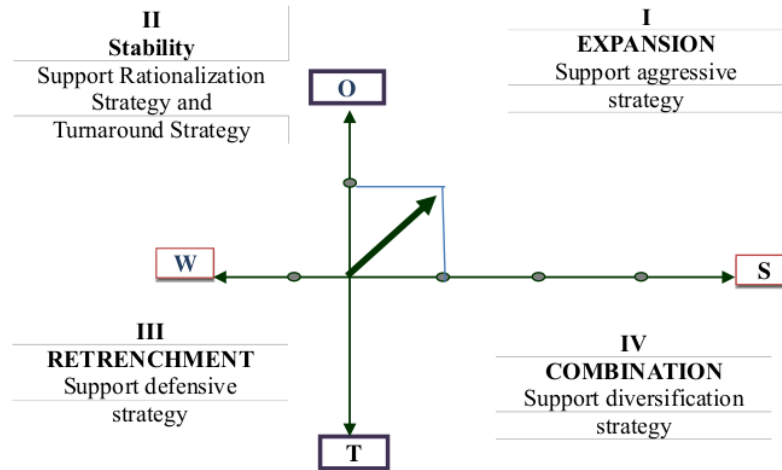 II
Stability
Support Rationalization
Strategy and
Turnaround Strategy
I
EXPANSION
Support aggressive
strategy
O
W
S
III
RETRENCHMENT
Support defensive
strategy
IV
COMBINATION
Support diversification
strategy
T